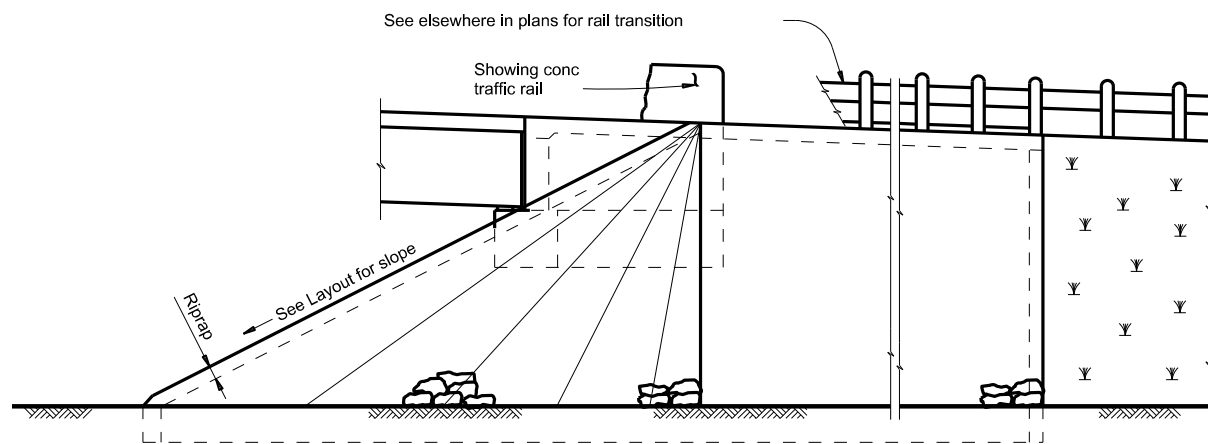 See elsewhere in plans for rail transition
Showing conc
traffic rail
See Layout for slope
Riprap